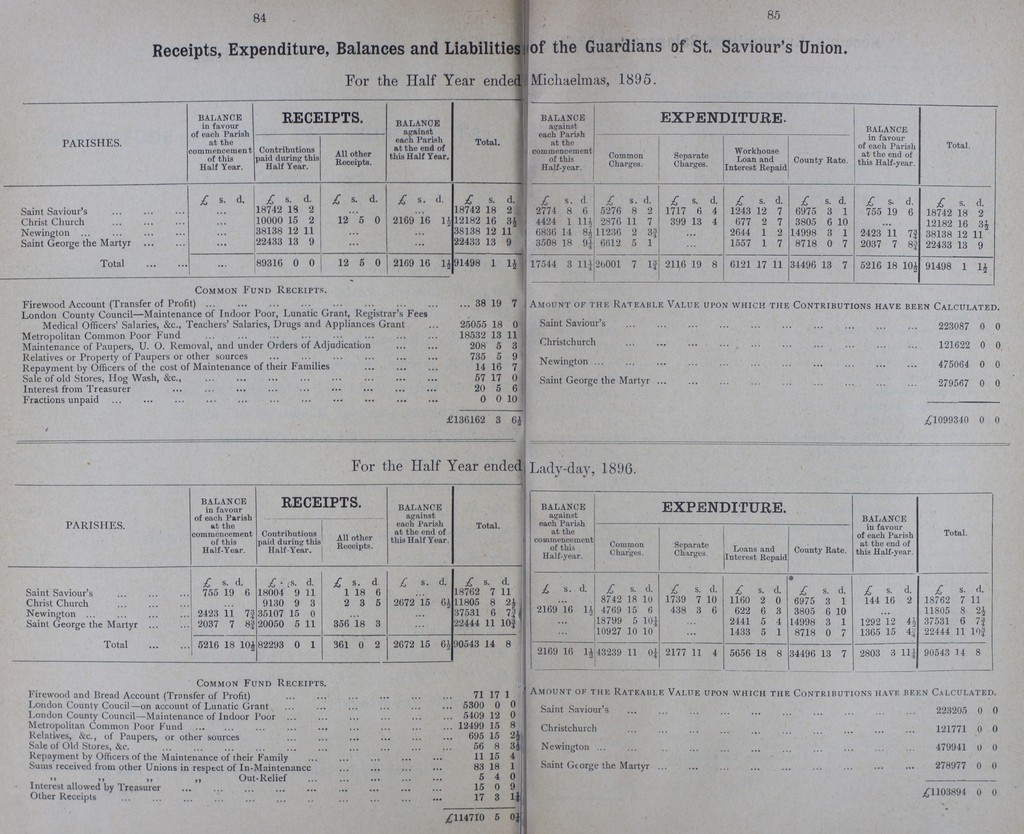 84
85
Receipts, Expenditure, Balances and Liabilities of the Guardians of St. Saviour's Union.
For the Half Year ended Michaelmas, 1895.
PARISHES. | BALANCE in favour of each Parish at the commencement of this Half Year. | RECEIPTS. Contributions paid during this Half Year. | All other Receipts. | BALANCE against each Parish at the end of this Half Year. | Total. | BALANCE against each Parish at the commencement of this Half-year. | EXPENDITURE. Common Charges. | Separate Charges. | Workhouse Loan and Interest Repaid | County Rate. | BALANCE in favour of each Parish at the end of this Half-year. | Total.
£ s. d. | £ s. d. | £ s. d. | £ s. d. | £ s. d. | £ s. d | £ s. d. | £ s. d. | £ s. d. | £ s. d. | £ s. d. | £ s. d.
Saint Saviour's ... ... ... | ... | 18742 18 2 | ... | ... | 18742 18 2 | 2774 8 6 | 5276 8 2 | 1717 6 4 | 1243 12 7 | 6975 3 1 | 755 19 6 | 18742 18 2
Christ Church ... ... ... | ... | 10000 15 2 | 12 5 0 | 2169 16 1½ | 12182 16 3½ | 4424 1 11¼ | 2876 11 7 | 399 13 4 | 677 2 7 | 3805 6 10 | ... | 12182 16 3½
Newington ... ... ... ... | ... | 38138 12 11 | ... | ... | 38138 12 11 | 6836 14 8½ | 11236 2 3¾ | ... | 2644 1 2 | 14998 3 1 | 2423 11 7¾ | 38138 12 11
Saint George the Martyr ... ... | ... | 22433 13 9 | ... | ... | 22433 13 9 | 3508 18 9¼ | 6612 5 1 | ... | 1557 1 7 | 8718 0 7 | 2037 7 8¾ | 22433 13 9
Total ... ... | ... | 89316 0 0 | 12 5 0 | 2169 16 1½ | 91498 1 1½ | 17544 3 11¼ | 26001 7 1¾ | 2116 19 8 | 6121 17 11 | 34496 13 7 | 5216 18 10½ | 91498 1 1½
COMMON FUND RECEIPTS.
Firewood Account (Transfer of Profit) ... ... 38 19 7
London County Council—Maintenance of Indoor Poor, Lunatic Grant, Registrar's Fees
Medical Officers' Salaries, &c., Teachers' Salaries, Drugs and Appliances Grant ... 25055 18 0
Metropolitan Common Poor Fund ... ... 18532 13 11
Maintenance of Paupers, U. O. Removal, and under Orders of Adjudication ... ... 208 5 3
Relatives or Property of Paupers or other sources ... ... 735 5 9
Repayment by Officers of the cost of Maintenance of their Families ... ... 14 16 7
Sale of old Stores, Hog Wash, &c., ... ... 57 17 0
Interest from Treasurer ... ... 20 5 6
Fractions unpaid ... ... 0 0 10
£136162 3 6½
AMOUNT OF THE RATEABLE VALUE UPON WHICH THE CONTRIBUTIONS HAVE BEEN CALCULATED.
Saint Saviour's ... ... 223087 0 0
Christchurch ... ... 121622 0 0
Newington ... ... 475064 0 0
Saint George the Martyr ... ... 279567 0 0
£1099340 0 0
For the Half Year ended Lady-day, 1896.
PARISHES. | BALANCE in favour of each Parish at the commencement of this Half-Year. | RECEIPTS. Contributions paid during this Half-Year. | All other Receipts. | BALANCE against each Parish at the end of this Half Year. | Total. | BALANCE against each Parish at the commencement of this Half-year. | EXPENDITURE. Common Charges. | Separate Charges. | Loans and Interest Repaid | County Rate. | BALANCE in favour of each Parish at the end of this Half-year. | Total.
£ s. d. | £ s. d. | £ s. d | £ s. d. | £ s. d. | £ s. d. | £ s. d. | £ s. d. | £ s. d. | * £ s. d. | £ s. d. | £ s. d.
Saint Saviour's ... ... ... | 755 19 6 | 18004 9 11 | 1 18 6 | ... | 18762 7 11 | ... | 8742 18 10 | 1739 7 10 | 1160 2 0 | 6975 3 1 | 144 16 2 | 18762 7 11
Christ Church ... ... ... | ... | 9130 9 3 | 2 3 5 | 2672 15 6½ | 11805 8 2½ | 2169 16 1½ | 4769 15 6 | 438 3 6 | 622 6 3 | 3805 6 10 | ... | 11805 8 2½
Newington ... ... ... ... | 2423 11 7¾ | 35107 15 0 | ... | ... | 37531 6 7¾ | ... | 18799 5 10¼ | ... | 2441 5 4 | 14998 3 1 | 1292 12 4½ | 37531 6 7¾
Saint George the Martyr ... ... | 2037 7 8¾ | 20050 5 11 | 356 18 3 | ... | 22444 11 10¾ | ... | 10927 10 10 | ... | 1433 5 1 | 8718 0 7 | 1365 15 4¾ | 22444 11 10¾
Total ... ... | 5216 18 10½ | 82293 0 1 | 361 0 2 | 2672 15 6½ | 90543 14 8 | 2169 16 1½ | 43239 11 0¼ | 2177 11 4 | 5656 18 8 | 34496 13 7 | 2803 3 11¼ | 90543 14 8
COMMON FUND RECEIPTS.
Firewood and Bread Account (Transfer of Profit) ... ... 71 17 1
London County Coucil—on account of Lunatic Grant ... ... 5300 0 0
London County Council—Maintenance of Indoor Poor ... ... 5409 12 0
Metropolitan Common Poor Fund ... ... 12499 15 8
Relatives, &c., of Paupers, or other sources ... ... 695 15 2½
Sale of Old Stores, &c. ... ... 56 8 3½
Repayment by Officers of the Maintenance of their Family ... ... 11 15 4
Sums received from other Unions in respect of In-Maintenance ... ... 83 18 1
,, ,, ,, ,, Out-Relief ... ... 5 4 0
Interest allowed by Treasurer ... ... 15 0 9
Other Receipts ... ... 17 3 1¾
£114710 5 0¾
AMOUNT OF THE RATEABLE VALUE UPON WHICH THE CONTRIBUTIONS HAVE BEEN CALCULATED.
Saint Saviour's ... ... 223205 0 0
Christchurch ... ... 121771 0 0
Newington ... ... 479941 0 0
Saint George the Martyr ... ... 278977 0 0
£1103894 0 0